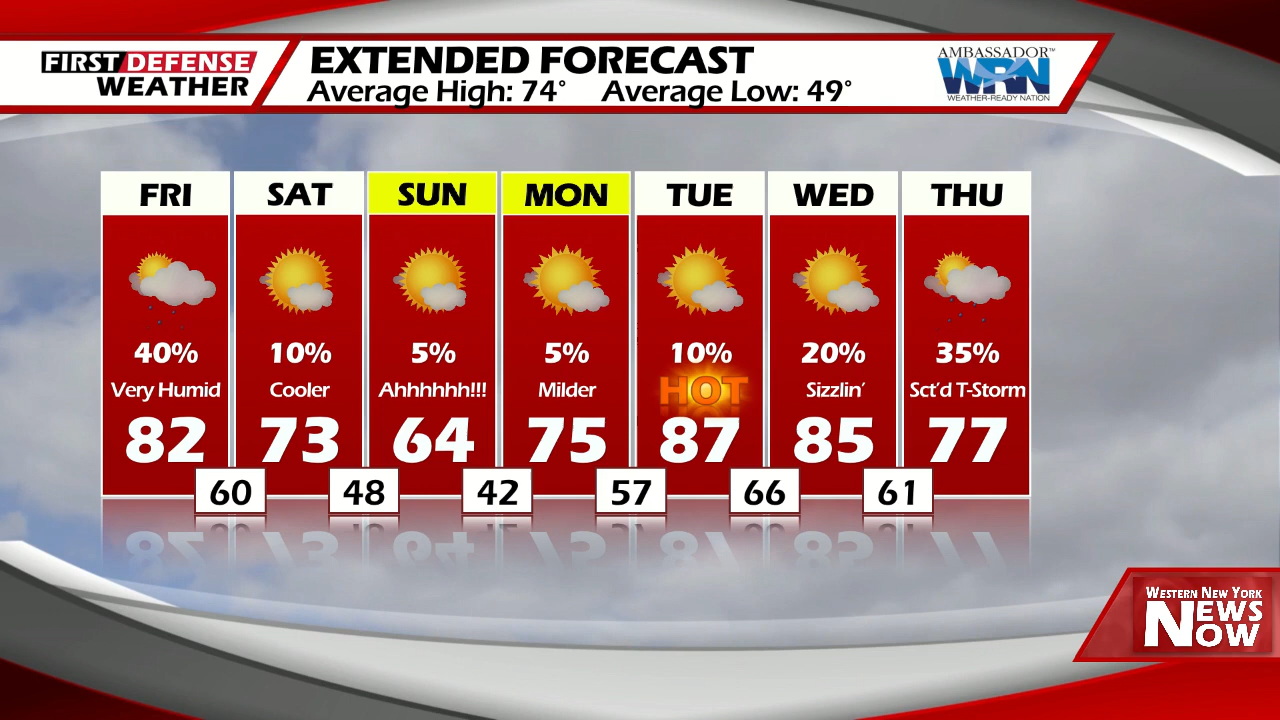 FIRST DEFENSE
WEATHER
EXTENDED FORECAST
Average High: 74° Average Low: 49°
AMBASSADOR™
WRN
WEATHER-READY NATION
FRI SAT SUN MON TUE WED THU
40% 10% 5% 5% 10% 20% 35%
Very Humid Cooler Ahhhhhh!!! Milder HOT Sizzlin' Sct'd T-Storm
82 73 64 75 87 85 77
60 48 42 57 66 61
WESTERN NEW YORK
NEWS
NOW